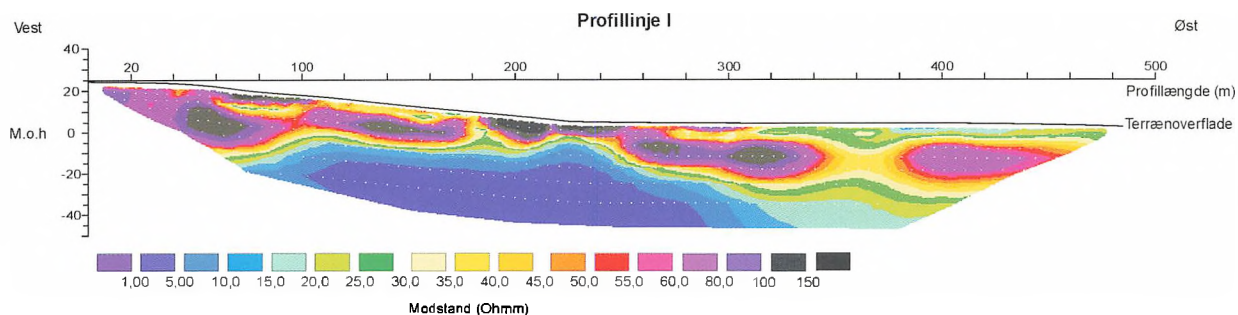 Profillinje I
Vest
Øst
40
20
100
200
300
400
500
20
Profillængde (m)
M.o.h
0
Terrænoverflade
-20
-40
1,00 5,00 10,0 15,0 20,0 25,0 30,0 35,0 40,0 45,0 50,0 55,0 60,0 80,0 100 150
Modstand (Ohmm)